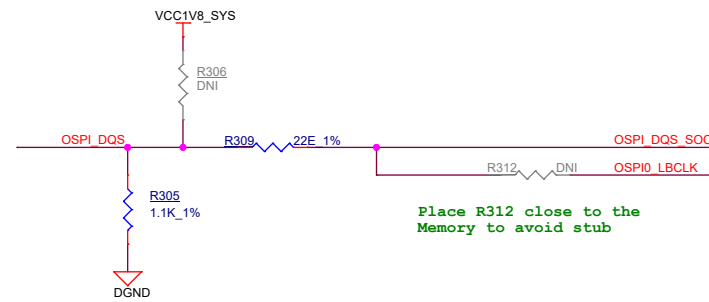 VCC1V8_SYS
R306
DNI
OSPI_DQS
R309
22E_1%
OSPI_DQS_SOC
R312
DNI
OSPI0_LBCLK
R305
1.1K_1%
Place R312 close to the
Memory to avoid stub
DGND